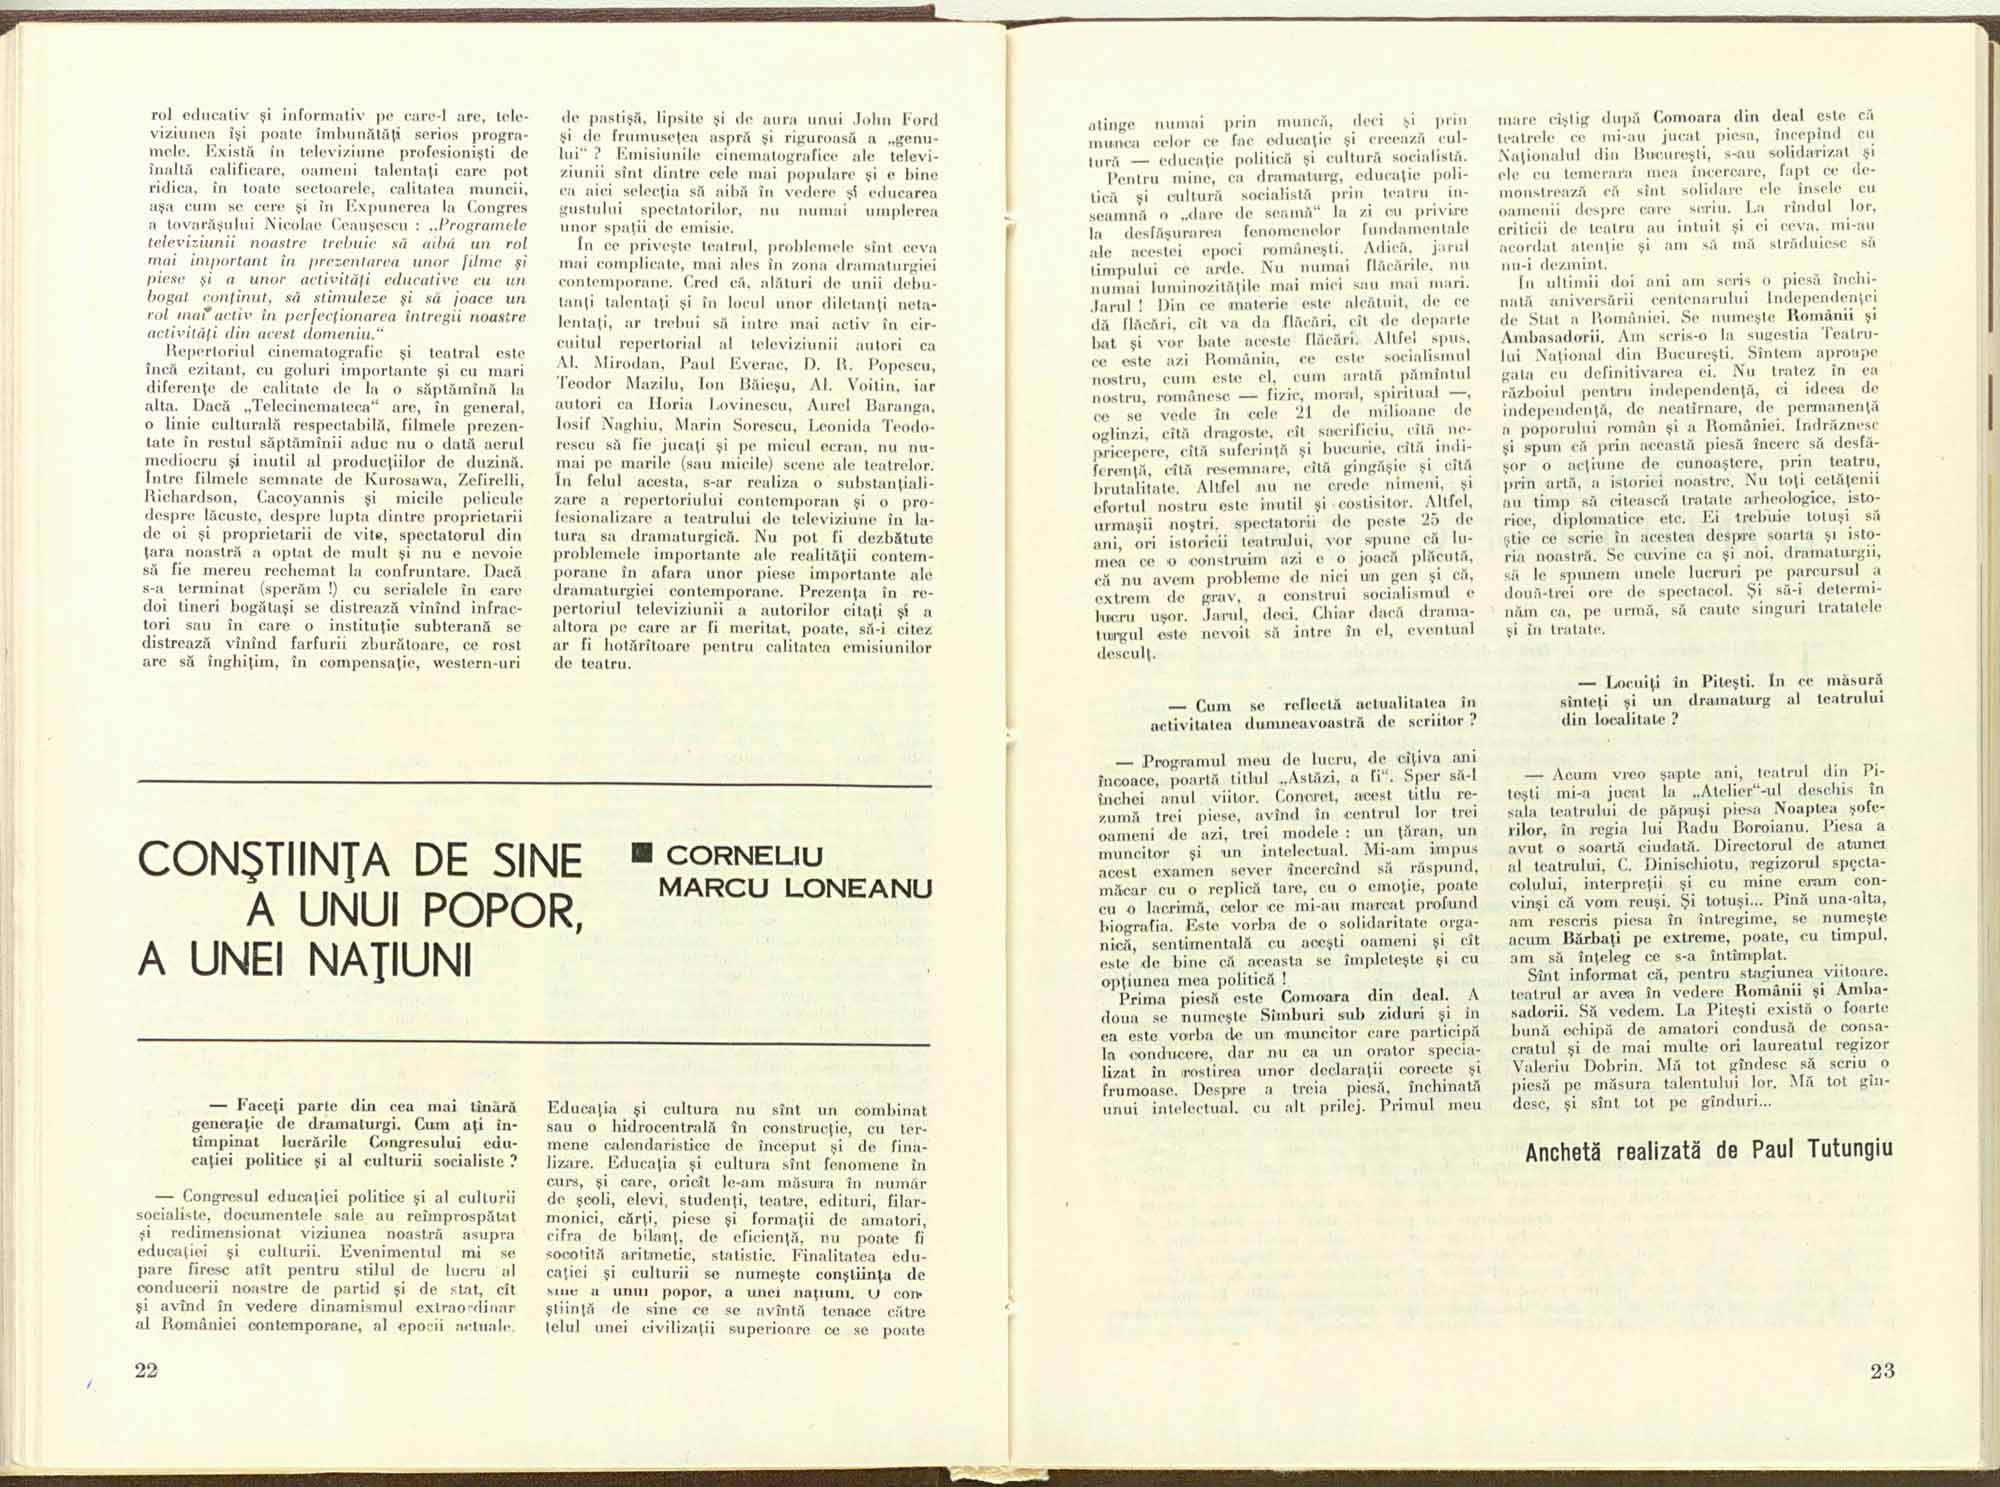 rol educativ și informativ pe care-l are, tele-
viziunea își poate îmbunătăți serios progra-
mele. Există în televiziune profesioniști de
înaltă calificare, oameni talentați care pot
ridica, în toate sectoarele, calitatea muncii,
așa cum se cere și în Expunerea la Congres
a tovarășului Nicolae Ceaușescu : „Programele
televiziunii noastre trebuie să aibă un rol
mai important în prezentarea unor filme și
piese și a unor activități educative cu un
bogat conținut, să stimuleze și să joace un
rol mai activ în perfecționarea întregii noastre
activități din acest domeniu.“
Repertoriul cinematografic și teatral este
încă ezitant, cu goluri importante și cu mari
diferențe de calitate de la o săptămînă la
alta. Dacă „Telecinemateca“ are, în general,
o linie culturală respectabilă, filmele prezen-
tate în restul săptămînii aduc nu o dată aerul
mediocru și inutil al producțiilor de duzină.
Între filmele semnate de Kurosawa, Zefirelli,
Richardson, Cacoyannis și micile pelicule
despre lăcuste, despre lupta dintre proprietarii
de oi și proprietarii de vite, spectatorul din
țara noastră a optat de mult și nu e nevoie
să fie mereu rechemat la confruntare. Dacă
s-a terminat (sperăm !) cu serialele în care
doi tineri bogătași se distrează vînînd infrac-
tori sau în care o instituție subterană se
distrează vînînd farfurii zburătoare, ce rost
are să înghițim, în compensație, western-uri
de pastișă, lipsite și de aura unui John Ford
și de frumusețea aspră și riguroasă a „genu-
lui“ ? Emisiunile cinematografice ale televi-
ziunii sînt dintre cele mai populare și e bine
ca aici selecția să aibă în vedere și educarea
gustului spectatorilor, nu numai umplerea
unor spații de emisie.
În ce privește teatrul, problemele sînt ceva
mai complicate, mai ales în zona dramaturgiei
contemporane. Cred că, alături de unii debu-
tanți talentați și în locul unor diletanți neta-
lentați, ar trebui să intre mai activ în cir-
cuitul repertorial al televiziunii autori ca
Al. Mirodan, Paul Everac, D. R. Popescu,
Teodor Mazilu, Ion Băieșu, Al. Voitin, iar
autori ca Horia Lovinescu, Aurel Baranga,
Iosif Naghiu, Marin Sorescu, Leonida Teodo-
rescu să fie jucați și pe micul ecran, nu nu-
mai pe marile (sau micile) scene ale teatrelor.
În felul acesta, s-ar realiza o substanțiali-
zare a repertoriului contemporan și o pro-
fesionalizare a teatrului de televiziune în la-
tura sa dramaturgică. Nu pot fi dezbătute
problemele importante ale realității contem-
porane în afara unor piese importante ale
dramaturgiei contemporane. Prezența în re-
pertoriul televiziunii a autorilor citați și a
altora pe care ar fi meritat, poate, să-i citez
ar fi hotărîtoare pentru calitatea emisiunilor
de teatru.
CONȘTIINȚA DE SINE
A UNUI POPOR,
A UNEI NAȚIUNI
■ CORNELIU
MARCU LONEANU
— Faceți parte din cea mai tînără
generație de dramaturgi. Cum ați în-
tîmpinat lucrările Congresului edu-
cației politice și al culturii socialiste ?
— Congresul educației politice și al culturii
socialiste, documentele sale au reîmprospătat
și redimensionat viziunea noastră asupra
educației și culturii. Evenimentul mi se
pare firesc atît pentru stilul de lucru al
conducerii noastre de partid și de stat, cît
și avînd în vedere dinamismul extraordinar
al României contemporane, al epocii actuale.
Educația și cultura nu sînt un combinat
sau o hidrocentrală în construcție, cu ter-
mene calendaristice de început și de fina-
lizare. Educația și cultura sînt fenomene în
curs, și care, oricît le-am măsura în număr
de școli, elevi, studenți, teatre, edituri, filar-
monici, cărți, piese și formații de amatori,
cifra de bilanț, de eficiență, nu poate fi
socotită aritmetic, statistic. Finalitatea edu-
cației și culturii se numește conștiința de
sine a unui popor, a unei națiuni. O con-
știință de sine ce se avîntă tenace către
țelul unei civilizații superioare ce se poate
22
atinge numai prin muncă, deci și prin
munca celor ce fac educație și creează cul-
tură — educație politică și cultură socialistă.
Pentru mine, ca dramaturg, educație poli-
tică și cultură socialistă prin teatru în-
seamnă o „dare de seamă“ la zi cu privire
la desfășurarea fenomenelor fundamentale
ale acestei epoci românești. Adică, jarul
timpului ce arde. Nu numai flăcările, nu
numai luminozitățile mai mici sau mai mari.
Jarul ! Din ce materie este alcătuit, de ce
dă flăcări, cît va da flăcări, cît de departe
bat și vor bate aceste flăcări. Altfel spus,
ce este azi România, ce este socialismul
nostru, cum este el, cum arată pămîntul
nostru, românesc — fizic, moral, spiritual —,
ce se vede în cele 21 de milioane de
oglinzi, cîtă dragoste, cît sacrificiu, cîtă ne-
pricepere, cîtă suferință și bucurie, cîtă indi-
ferență, cîtă resemnare, cîtă gingășie și cîtă
brutalitate. Altfel nu ne crede nimeni, și
efortul nostru este inutil și costisitor. Altfel,
urmașii noștri, spectatorii de peste 25 de
ani, ori istoricii teatrului, vor spune că lu-
mea ce o construim azi e o joacă plăcută,
că nu avem probleme de nici un gen și că,
extrem de grav, a construi socialismul e
lucru ușor. Jarul, deci. Chiar dacă drama-
turgul este nevoit să intre în el, eventual
desculț.
— Cum se reflectă actualitatea în
activitatea dumneavoastră de scriitor ?
— Programul meu de lucru, de cîțiva ani
încoace, poartă titlul „Astăzi, a fi“. Sper să-l
închei anul viitor. Concret, acest titlu re-
zumă trei piese, avînd în centrul lor trei
oameni de azi, trei modele : un țăran, un
muncitor și un intelectual. Mi-am impus
acest examen sever încercînd să răspund,
măcar cu o replică tare, cu o emoție, poate
cu o lacrimă, celor ce mi-au marcat profund
biografia. Este vorba de o solidaritate orga-
nică, sentimentală cu acești oameni și cît
este de bine că aceasta se împletește și cu
opțiunea mea politică !
Prima piesă este Comoara din deal. A
doua se numește Sîmburi sub ziduri și în
ea este vorba de un muncitor care participă
la conducere, dar nu ca un orator specia-
lizat în rostirea unor declarații corecte și
frumoase. Despre a treia piesă, închinată
unui intelectual, cu alt prilej. Primul meu
mare cîștig după Comoara din deal este că
teatrele ce mi-au jucat piesa, începînd cu
Naționalul din București, s-au solidarizat și
ele cu temerara mea încercare, fapt ce de-
monstrează că sînt solidare ele însele cu
oamenii despre care scriu. La rîndul lor,
criticii de teatru au intuit și ei ceva, mi-au
acordat atenție și am să mă străduiesc să
nu-i dezmint.
În ultimii doi ani am scris o piesă închi-
nată aniversării centenarului Independenței
de Stat a României. Se numește Românii și
Ambasadorii. Am scris-o la sugestia Teatru-
lui Național din București. Sîntem aproape
gata cu definitivarea ei. Nu tratez în ea
războiul pentru independență, ci ideea de
independență, de neatîrnare, de permanență
a poporului român și a României. Îndrăznesc
și spun că prin această piesă încerc să desfă-
șor o acțiune de cunoaștere, prin teatru,
prin artă, a istoriei noastre. Nu toți cetățenii
au timp să citească tratate arheologice, isto-
rice, diplomatice etc. Ei trebuie totuși să
știe ce scrie în acestea despre soarta și isto-
ria noastră. Se cuvine ca și noi, dramaturgii,
să le spunem unele lucruri pe parcursul a
două-trei ore de spectacol. Și să-i determi-
năm ca, pe urmă, să caute singuri tratatele
și în tratate.
— Locuiți în Pitești. În ce măsură
sînteți și un dramaturg al teatrului
din localitate ?
— Acum vreo șapte ani, teatrul din Pi-
tești mi-a jucat la „Atelier“-ul deschis în
sala teatrului de păpuși piesa Noaptea șofe-
rilor, în regia lui Radu Boroianu. Piesa a
avut o soartă ciudată. Directorul de atunci
al teatrului, C. Dinischiotu, regizorul specta-
colului, interpreții și cu mine eram con-
vinși că vom reuși. Și totuși... Pînă una-alta,
am rescris piesa în întregime, se numește
acum Bărbați pe extreme, poate, cu timpul,
am să înțeleg ce s-a întîmplat.
Sînt informat că, pentru stagiunea viitoare,
teatrul ar avea în vedere Românii și Amba-
sadorii. Să vedem. La Pitești există o foarte
bună echipă de amatori condusă de consa-
cratul și de mai multe ori laureatul regizor
Valeriu Dobrin. Mă tot gîndesc să scriu o
piesă pe măsura talentului lor. Mă tot gîn-
desc, și sînt tot pe gînduri...
Anchetă realizată de Paul Tutungiu
23